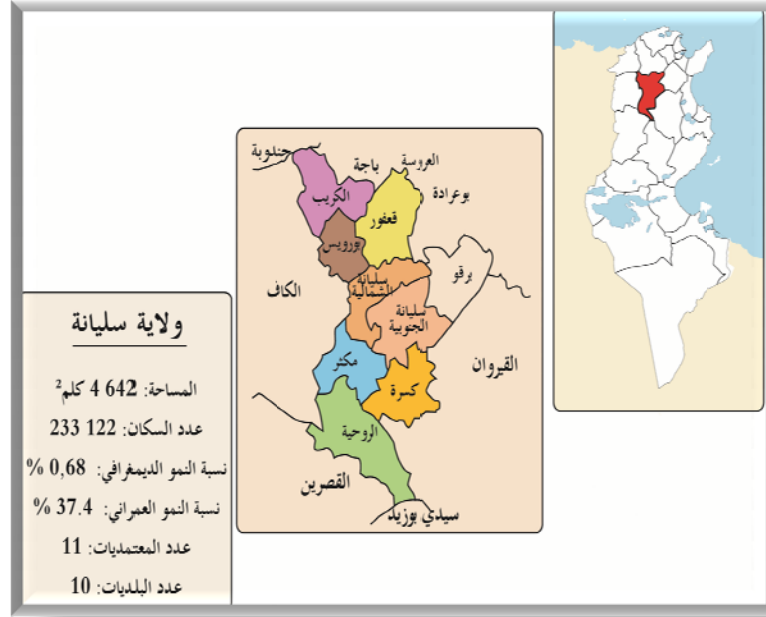 جندوبة
باجة
العروسة
بوعرادة
الكريب
قعفور
بورويس
الكاف
سليانة
الشمالية
برقو
سليانة
الجنوبية
القيروان
مكثر
كسرة
الروحية
القصرين
سيدي بوزيد
ولاية سليانة
المساحة: 642 4 كلم²
عدد السكان: 122 233
نسبة النمو الديمغرافي: 0,68 %
نسبة النمو العمراني: 37.4 %
عدد المعتمديات: 11
عدد البلديات: 10